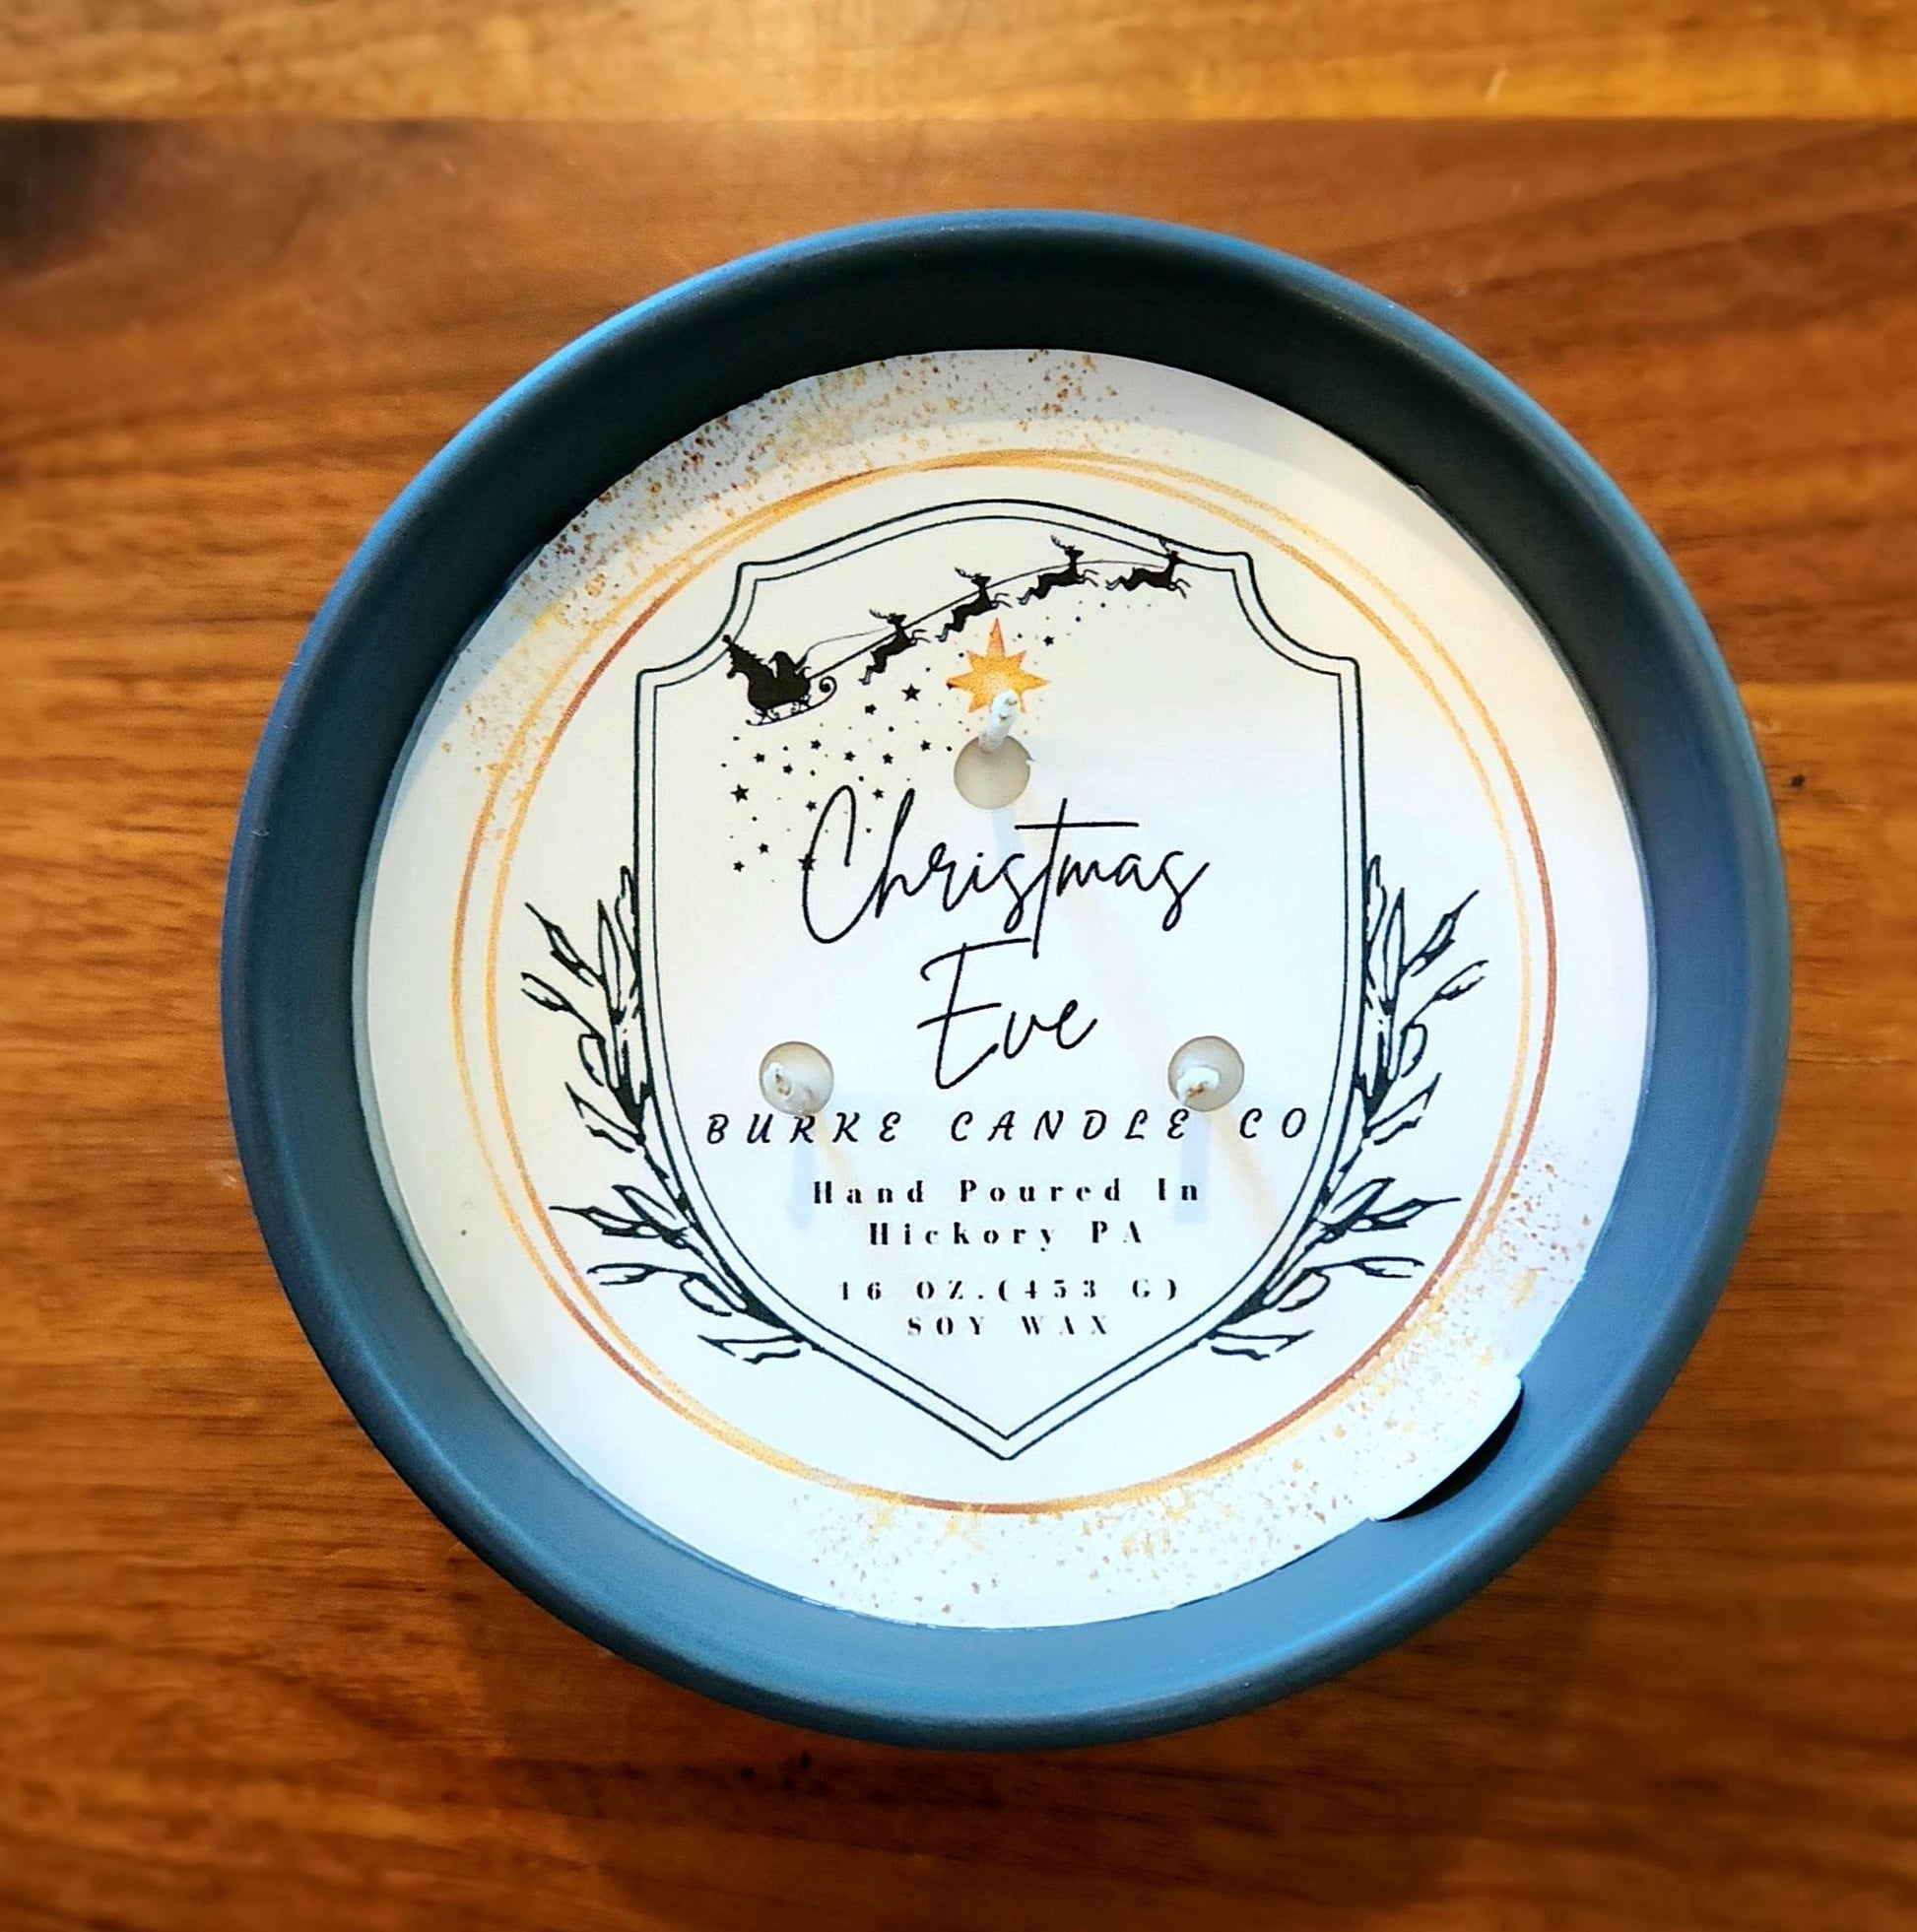 Christmas
Eve
BURKE CANDLE CO
Hand Poured In
Hickory PA
16 OZ.(453 G)
SOY WAX